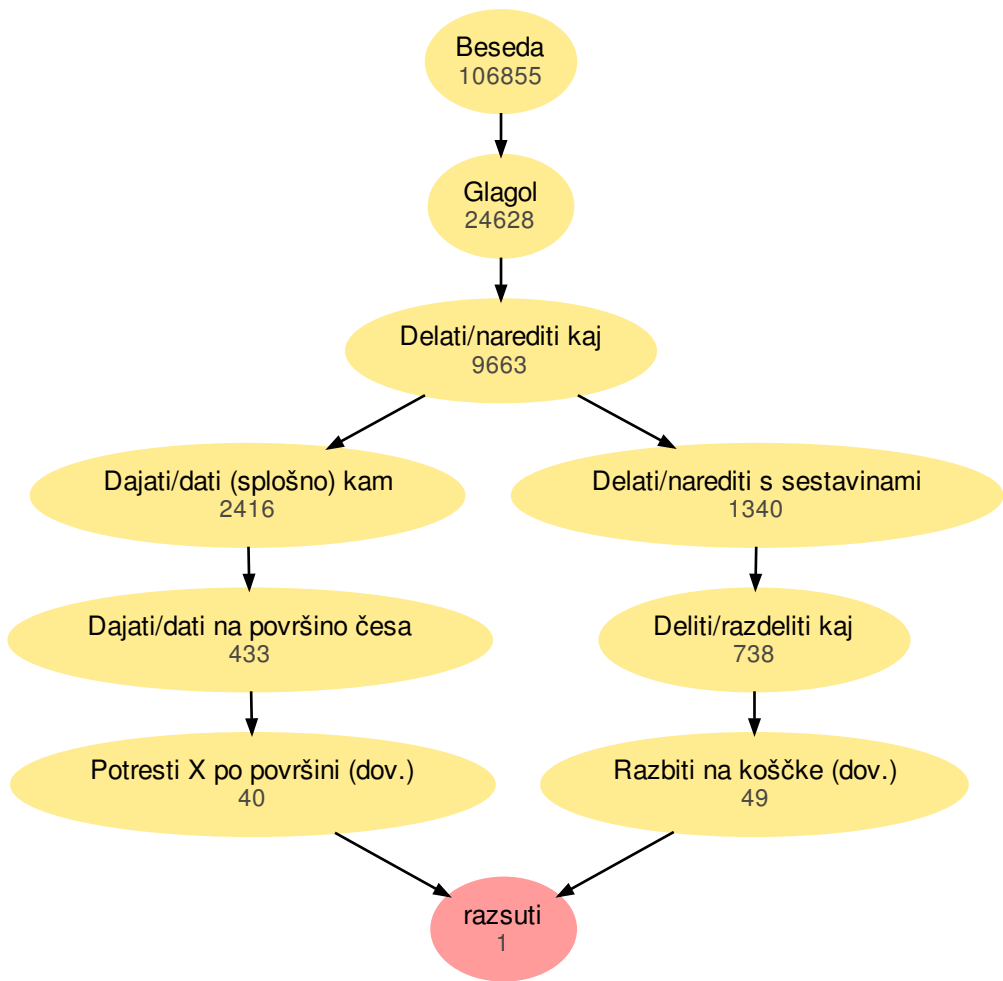 Beseda
106855
Glagol
24628
Delati/narediti kaj
9663
Dajati/dati (splošno) kam
2416
Delati/narediti s sestavinami
1340
Dajati/dati na površino česa
433
Deliti/razdeliti kaj
738
Potresti X po površini (dov.)
40
Razbiti na koščke (dov.)
49
razsuti
1